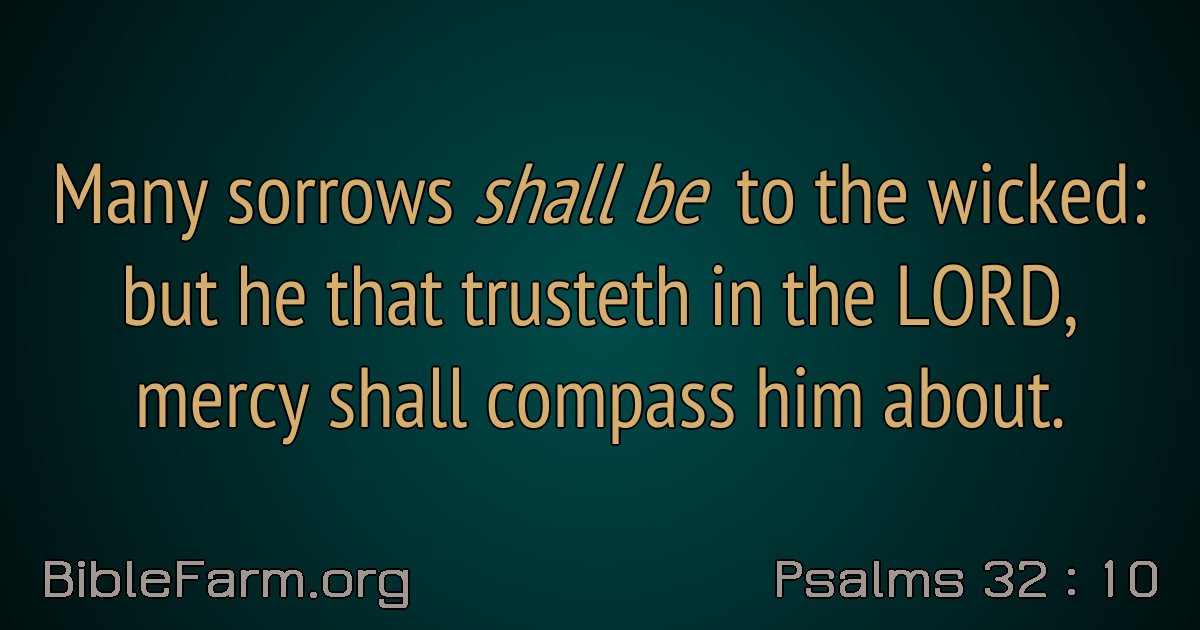 Many sorrows shall be to the wicked:
but he that trusteth in the LORD,
mercy shall compass him about.
BibleFarm.org
Psalms 32 : 10